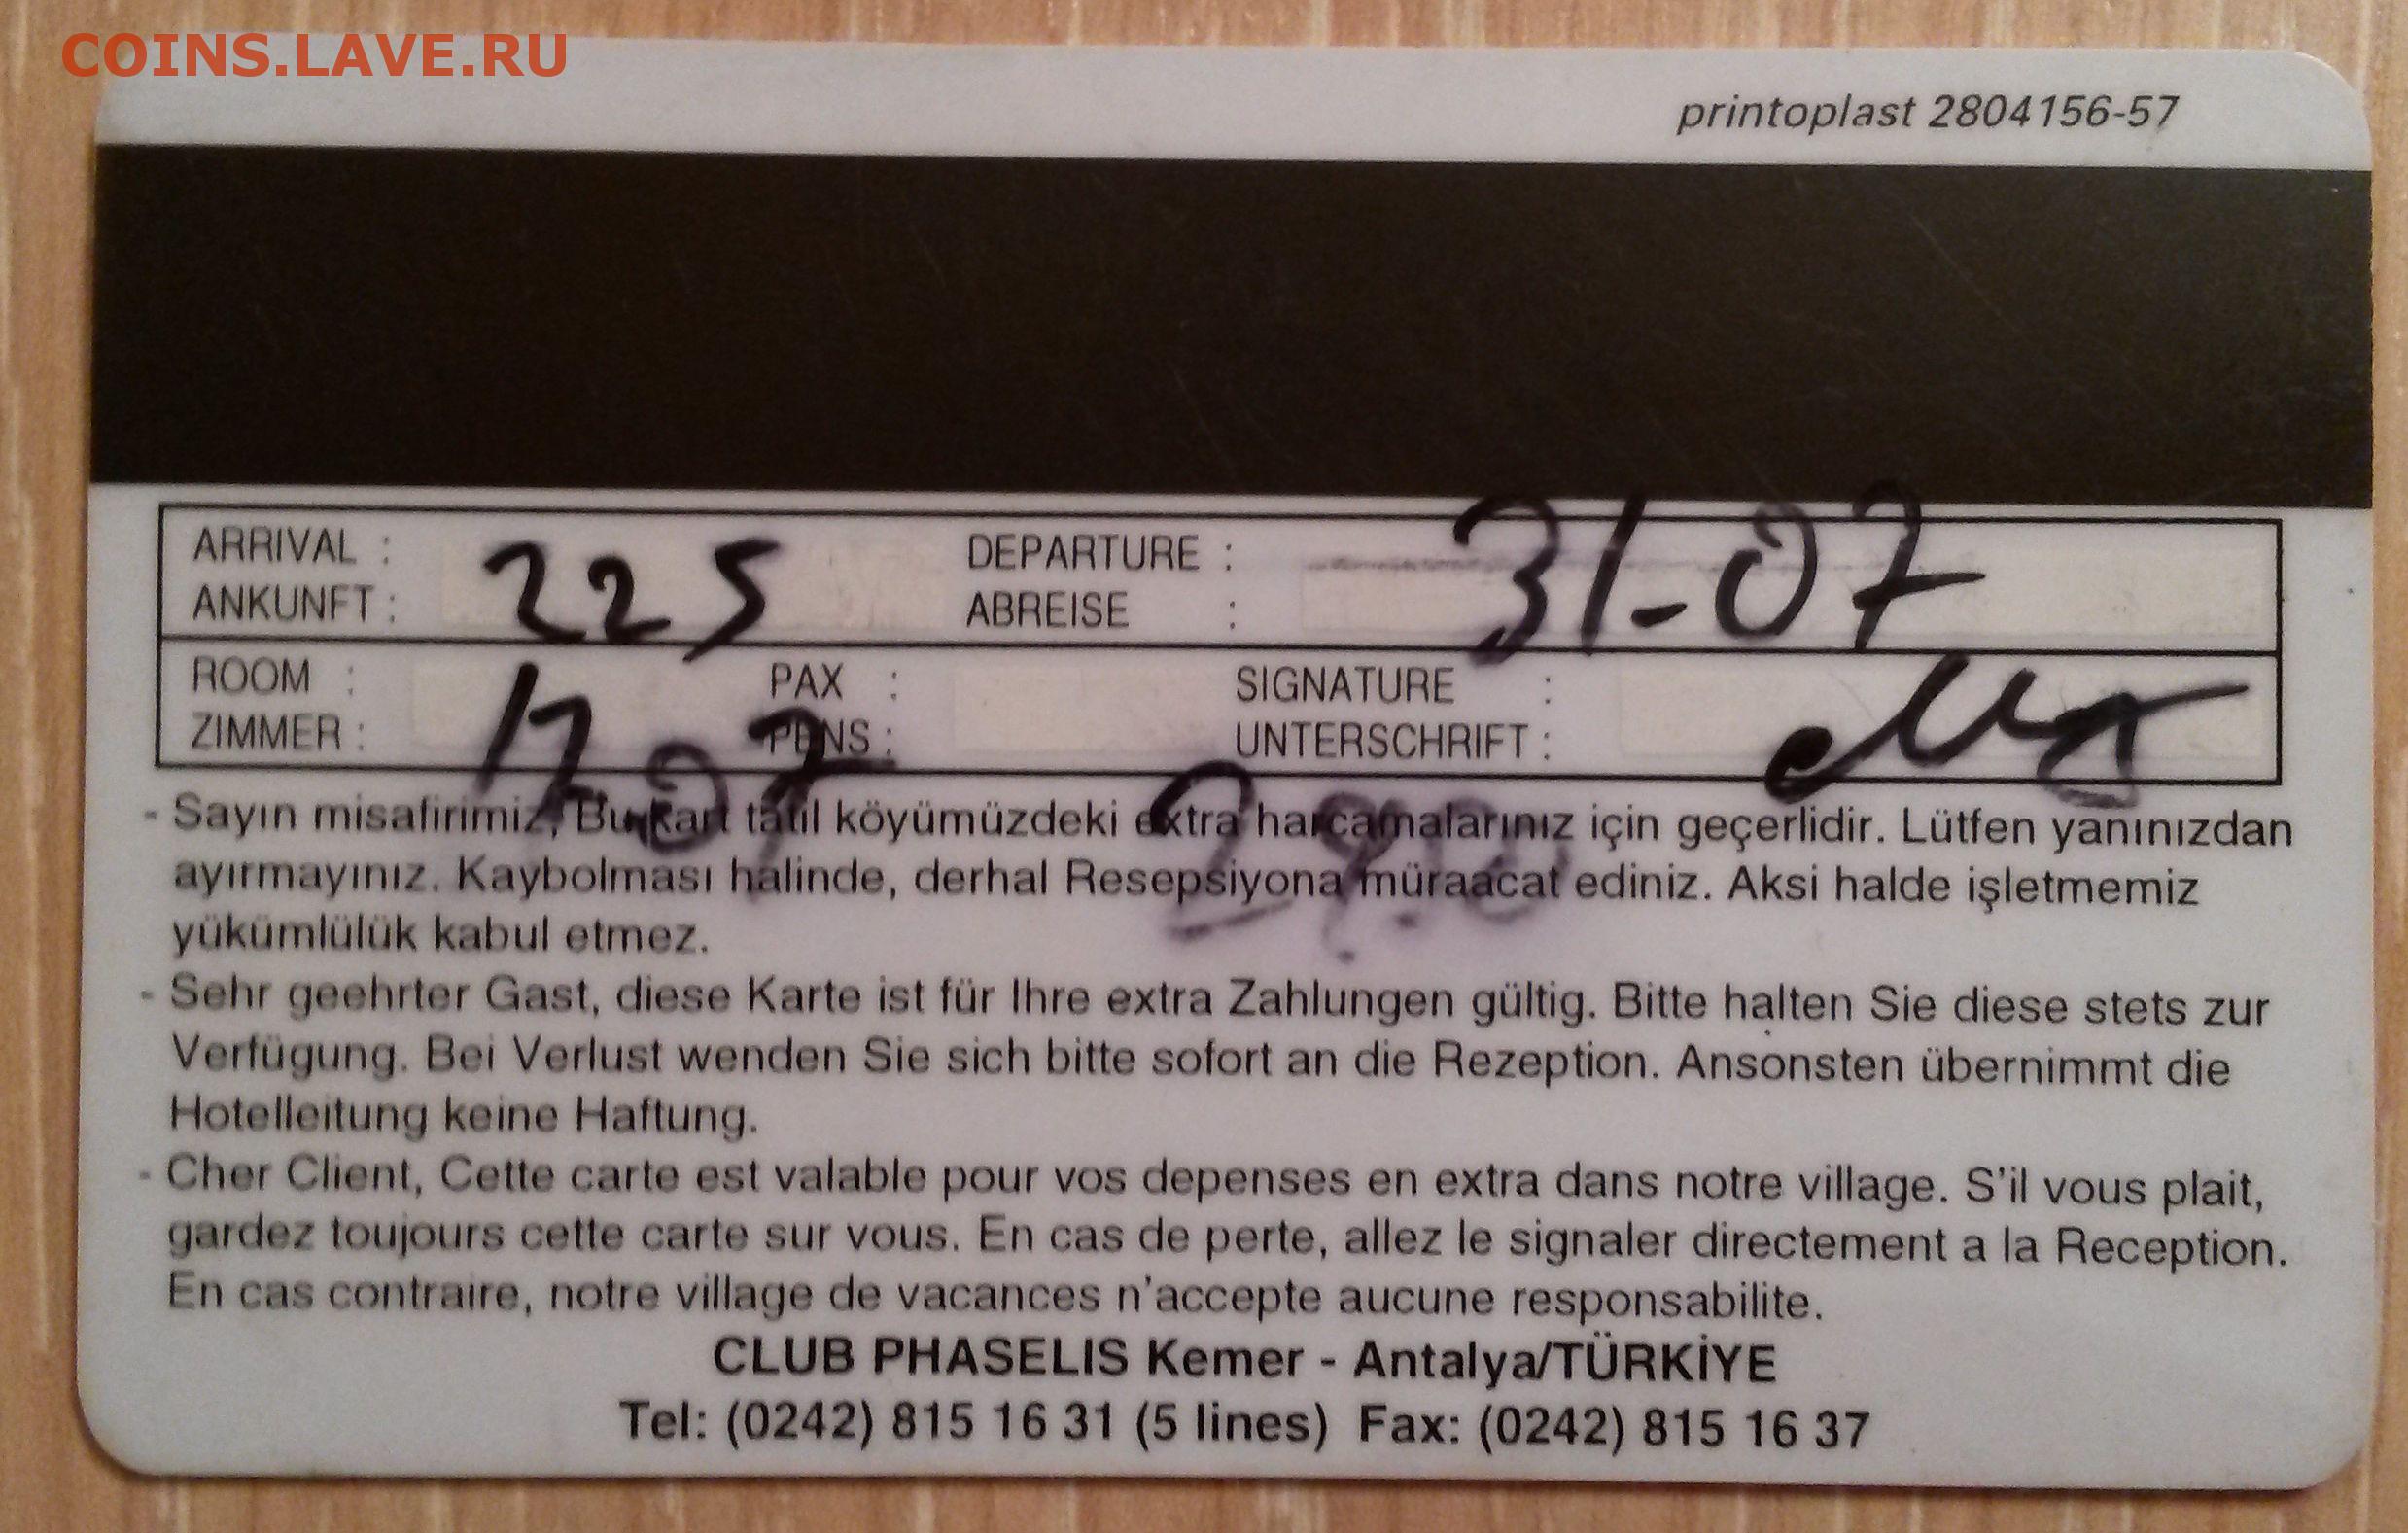 COINS.LAVE.RU
printoplast 2804156-57
ARRIVAL : 225 DEPARTURE : 31-07
ANKUNFT : ABREISE :
ROOM : PAX : SIGNATURE :
ZIMMER : PENS : UNTERSCHRIFT :
17-07
- Sayın misafirimiz, Bu kart tatil köyümüzdeki extra harcamalarınız için geçerlidir. Lütfen yanınızdan
ayırmayınız. Kaybolması halinde, derhal Resepsiyona müraacat ediniz. Aksi halde işletmemiz
yükümlülük kabul etmez.
- Sehr geehrter Gast, diese Karte ist für Ihre extra Zahlungen gültig. Bitte halten Sie diese stets zur
Verfügung. Bei Verlust wenden Sie sich bitte sofort an die Rezeption. Ansonsten übernimmt die
Hotelleitung keine Haftung.
- Cher Client, Cette carte est valable pour vos depenses en extra dans notre village. S'il vous plait,
gardez toujours cette carte sur vous. En cas de perte, allez le signaler directement a la Reception.
En cas contraire, notre village de vacances n'accepte aucune responsabilite.
CLUB PHASELIS Kemer - Antalya/TÜRKİYE
Tel: (0242) 815 16 31 (5 lines) Fax: (0242) 815 16 37